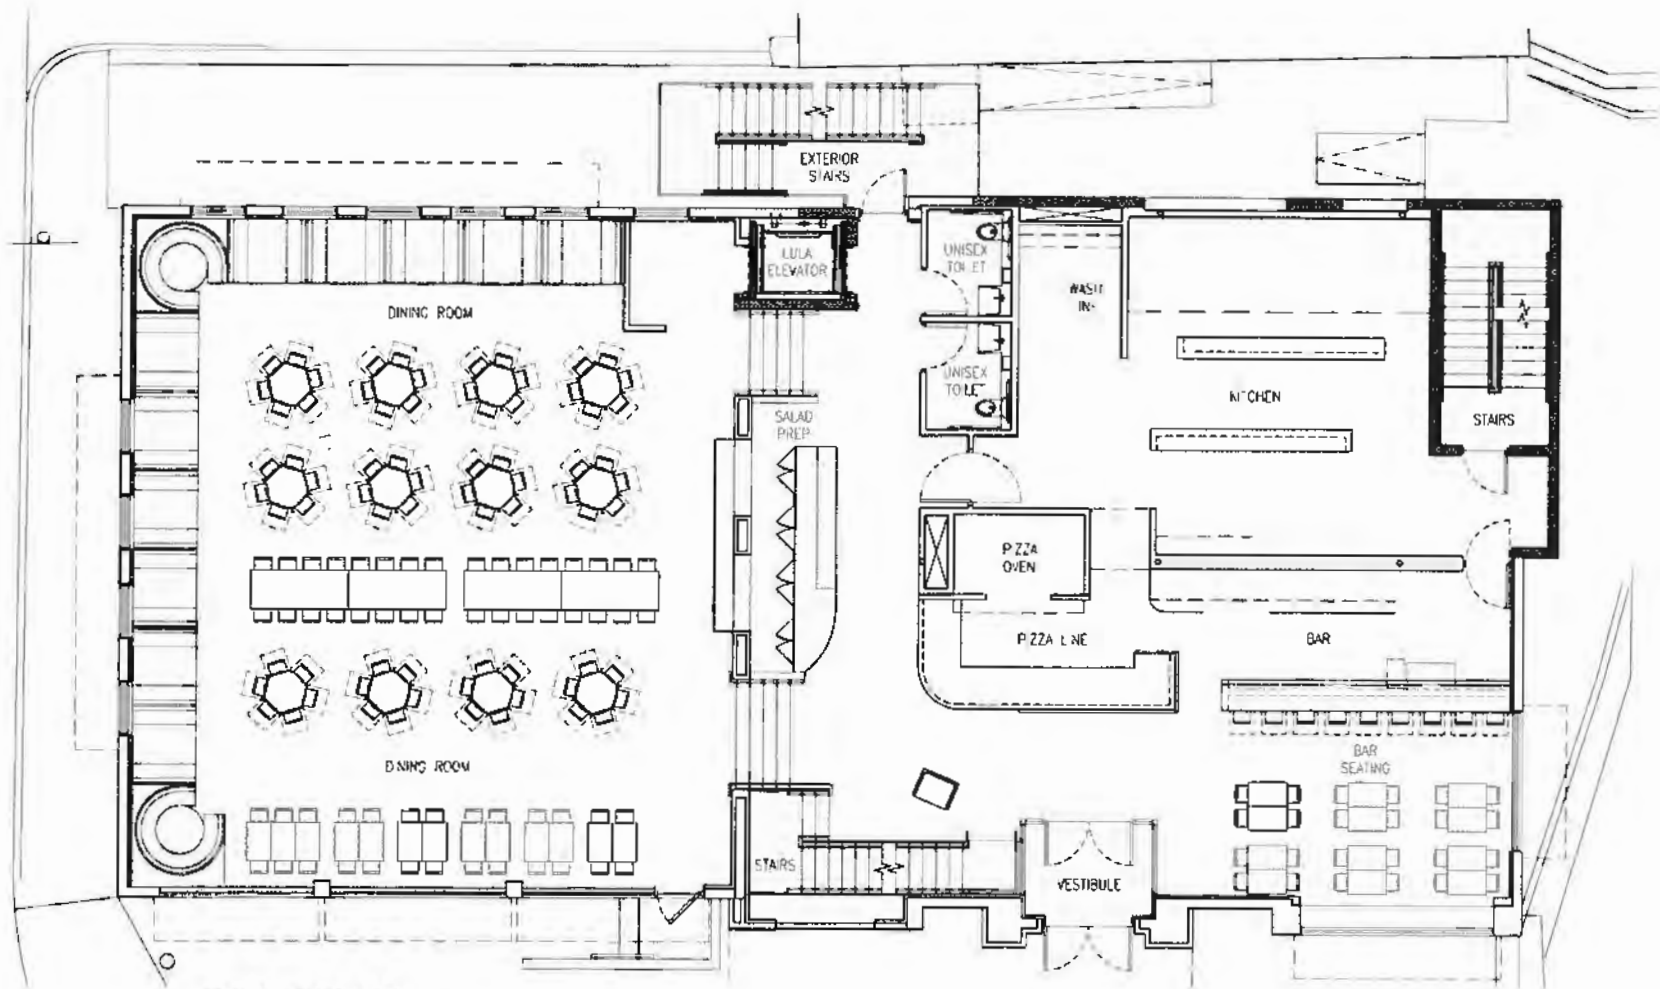 EXTERIOR
STAIRS
LULA
ELEVATOR
UNISEX
TOILET
WASH
DINING ROOM
UNISEX
TOILET
KITCHEN
SALAD
PREP
STAIRS
PIZZA
OVEN
PIZZA LINE
BAR
DINING ROOM
BAR
SEATING
STAIRS
VESTIBULE